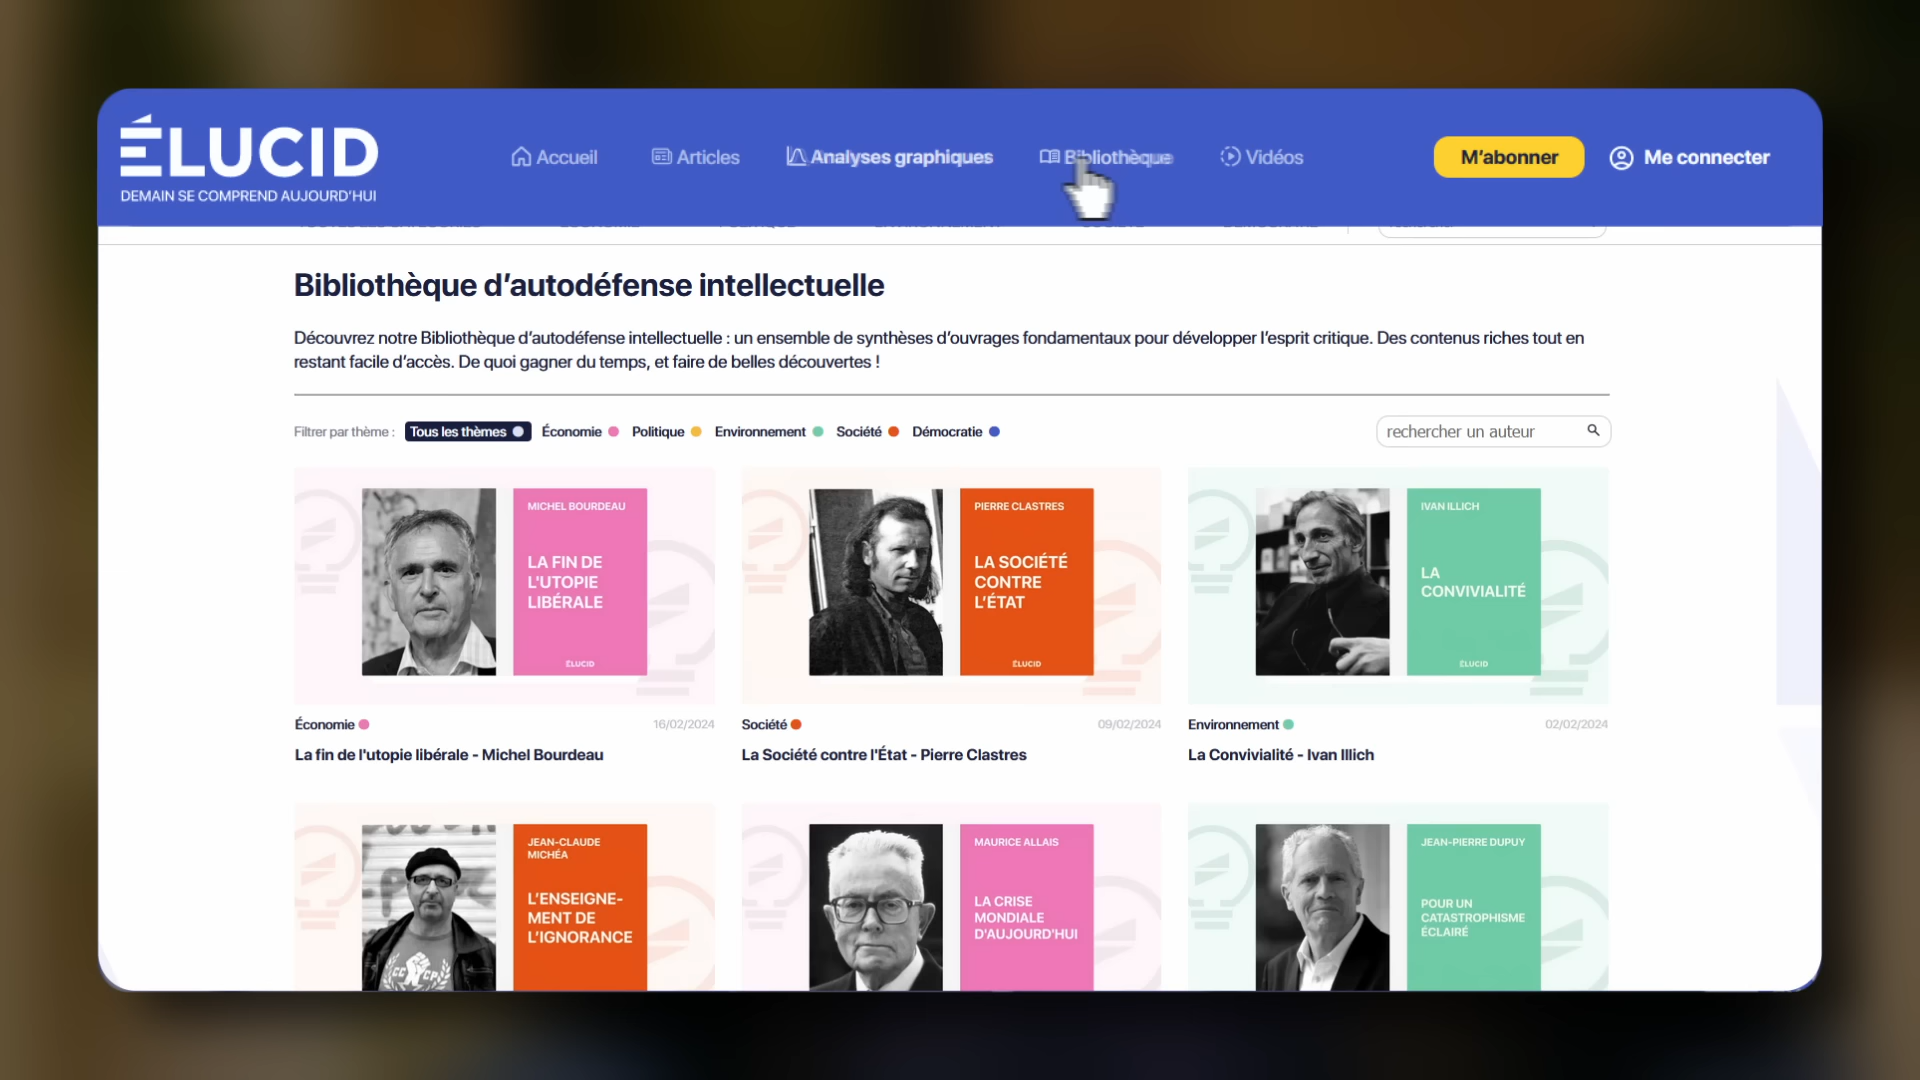 ÉLUCID
DEMAIN SE COMPREND AUJOURD'HUI
Accueil
Articles
Analyses graphiques
Bibliothèque
Vidéos
M'abonner
Me connecter
Bibliothèque d'autodéfense intellectuelle
Découvrez notre Bibliothèque d'autodéfense intellectuelle : un ensemble de synthèses d'ouvrages fondamentaux pour développer l'esprit critique. Des contenus riches tout en
restant facile d'accès. De quoi gagner du temps, et faire de belles découvertes !
Filtrer par thème : Tous les thèmes Économie Politique Environnement Société Démocratie
rechercher un auteur
MICHEL BOURDEAU
LA FIN DE
L'UTOPIE
LIBÉRALE
ÉLUCID
PIERRE CLASTRES
LA SOCIÉTÉ
CONTRE
L'ÉTAT
ÉLUCID
IVAN ILLICH
LA
CONVIVIALITÉ
ÉLUCID
Économie 16/02/2024
La fin de l'utopie libérale - Michel Bourdeau
Société 09/02/2024
La Société contre l'État - Pierre Clastres
Environnement 02/02/2024
La Convivialité - Ivan Illich
JEAN-CLAUDE
MICHÉA
L'ENSEIGNE-
MENT DE
L'IGNORANCE
CC CP
MAURICE ALLAIS
LA CRISE
MONDIALE
D'AUJOURD'HUI
JEAN-PIERRE DUPUY
POUR UN
CATASTROPHISME
ÉCLAIRÉ